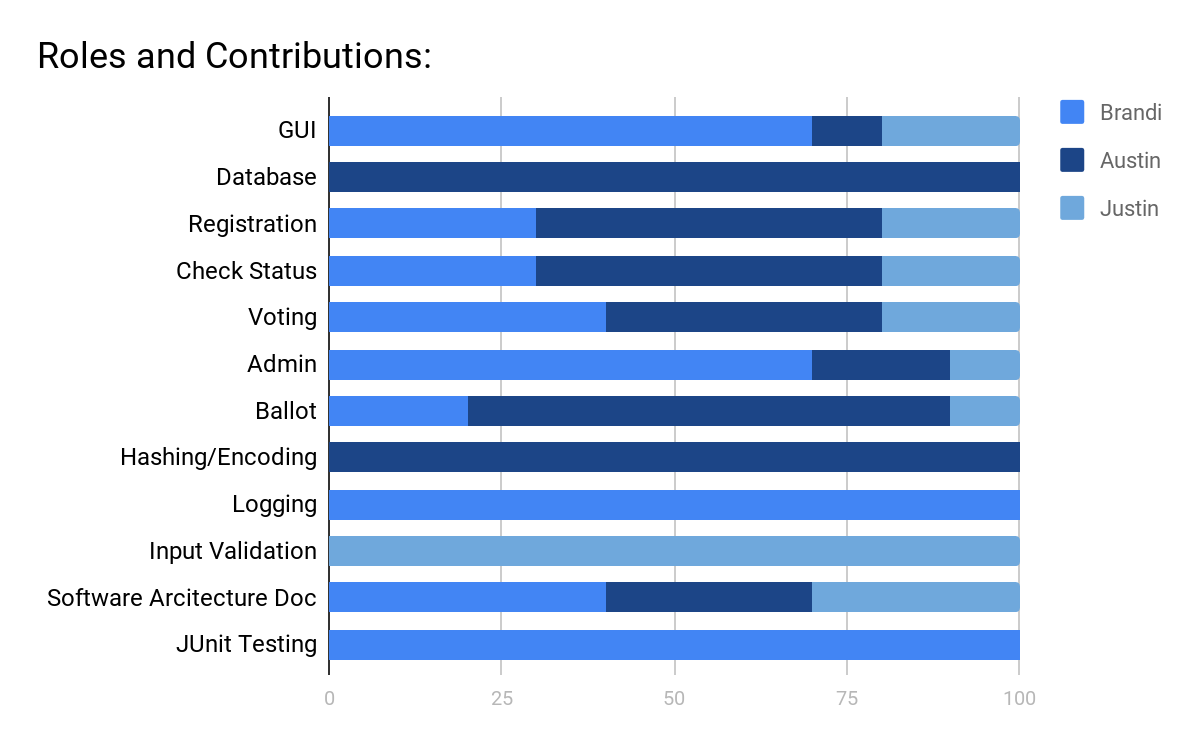 Roles and Contributions:
Brandi
Austin
Justin
GUI
Database
Registration
Check Status
Voting
Admin
Ballot
Hashing/Encoding
Logging
Input Validation
Software Arcitecture Doc
JUnit Testing
0 25 50 75 100